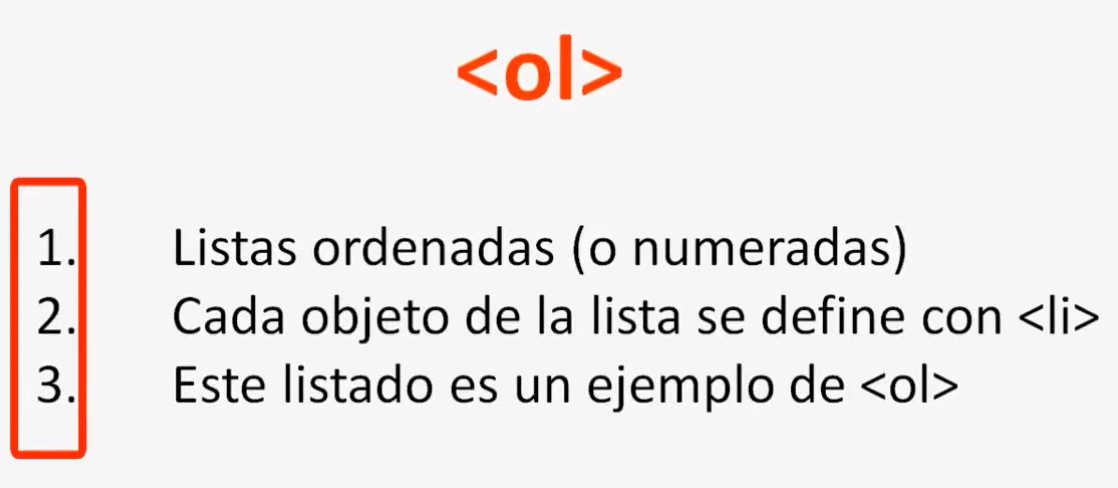 <ol>
1. Listas ordenadas (o numeradas)
2. Cada objeto de la lista se define con <li>
3. Este listado es un ejemplo de <ol>